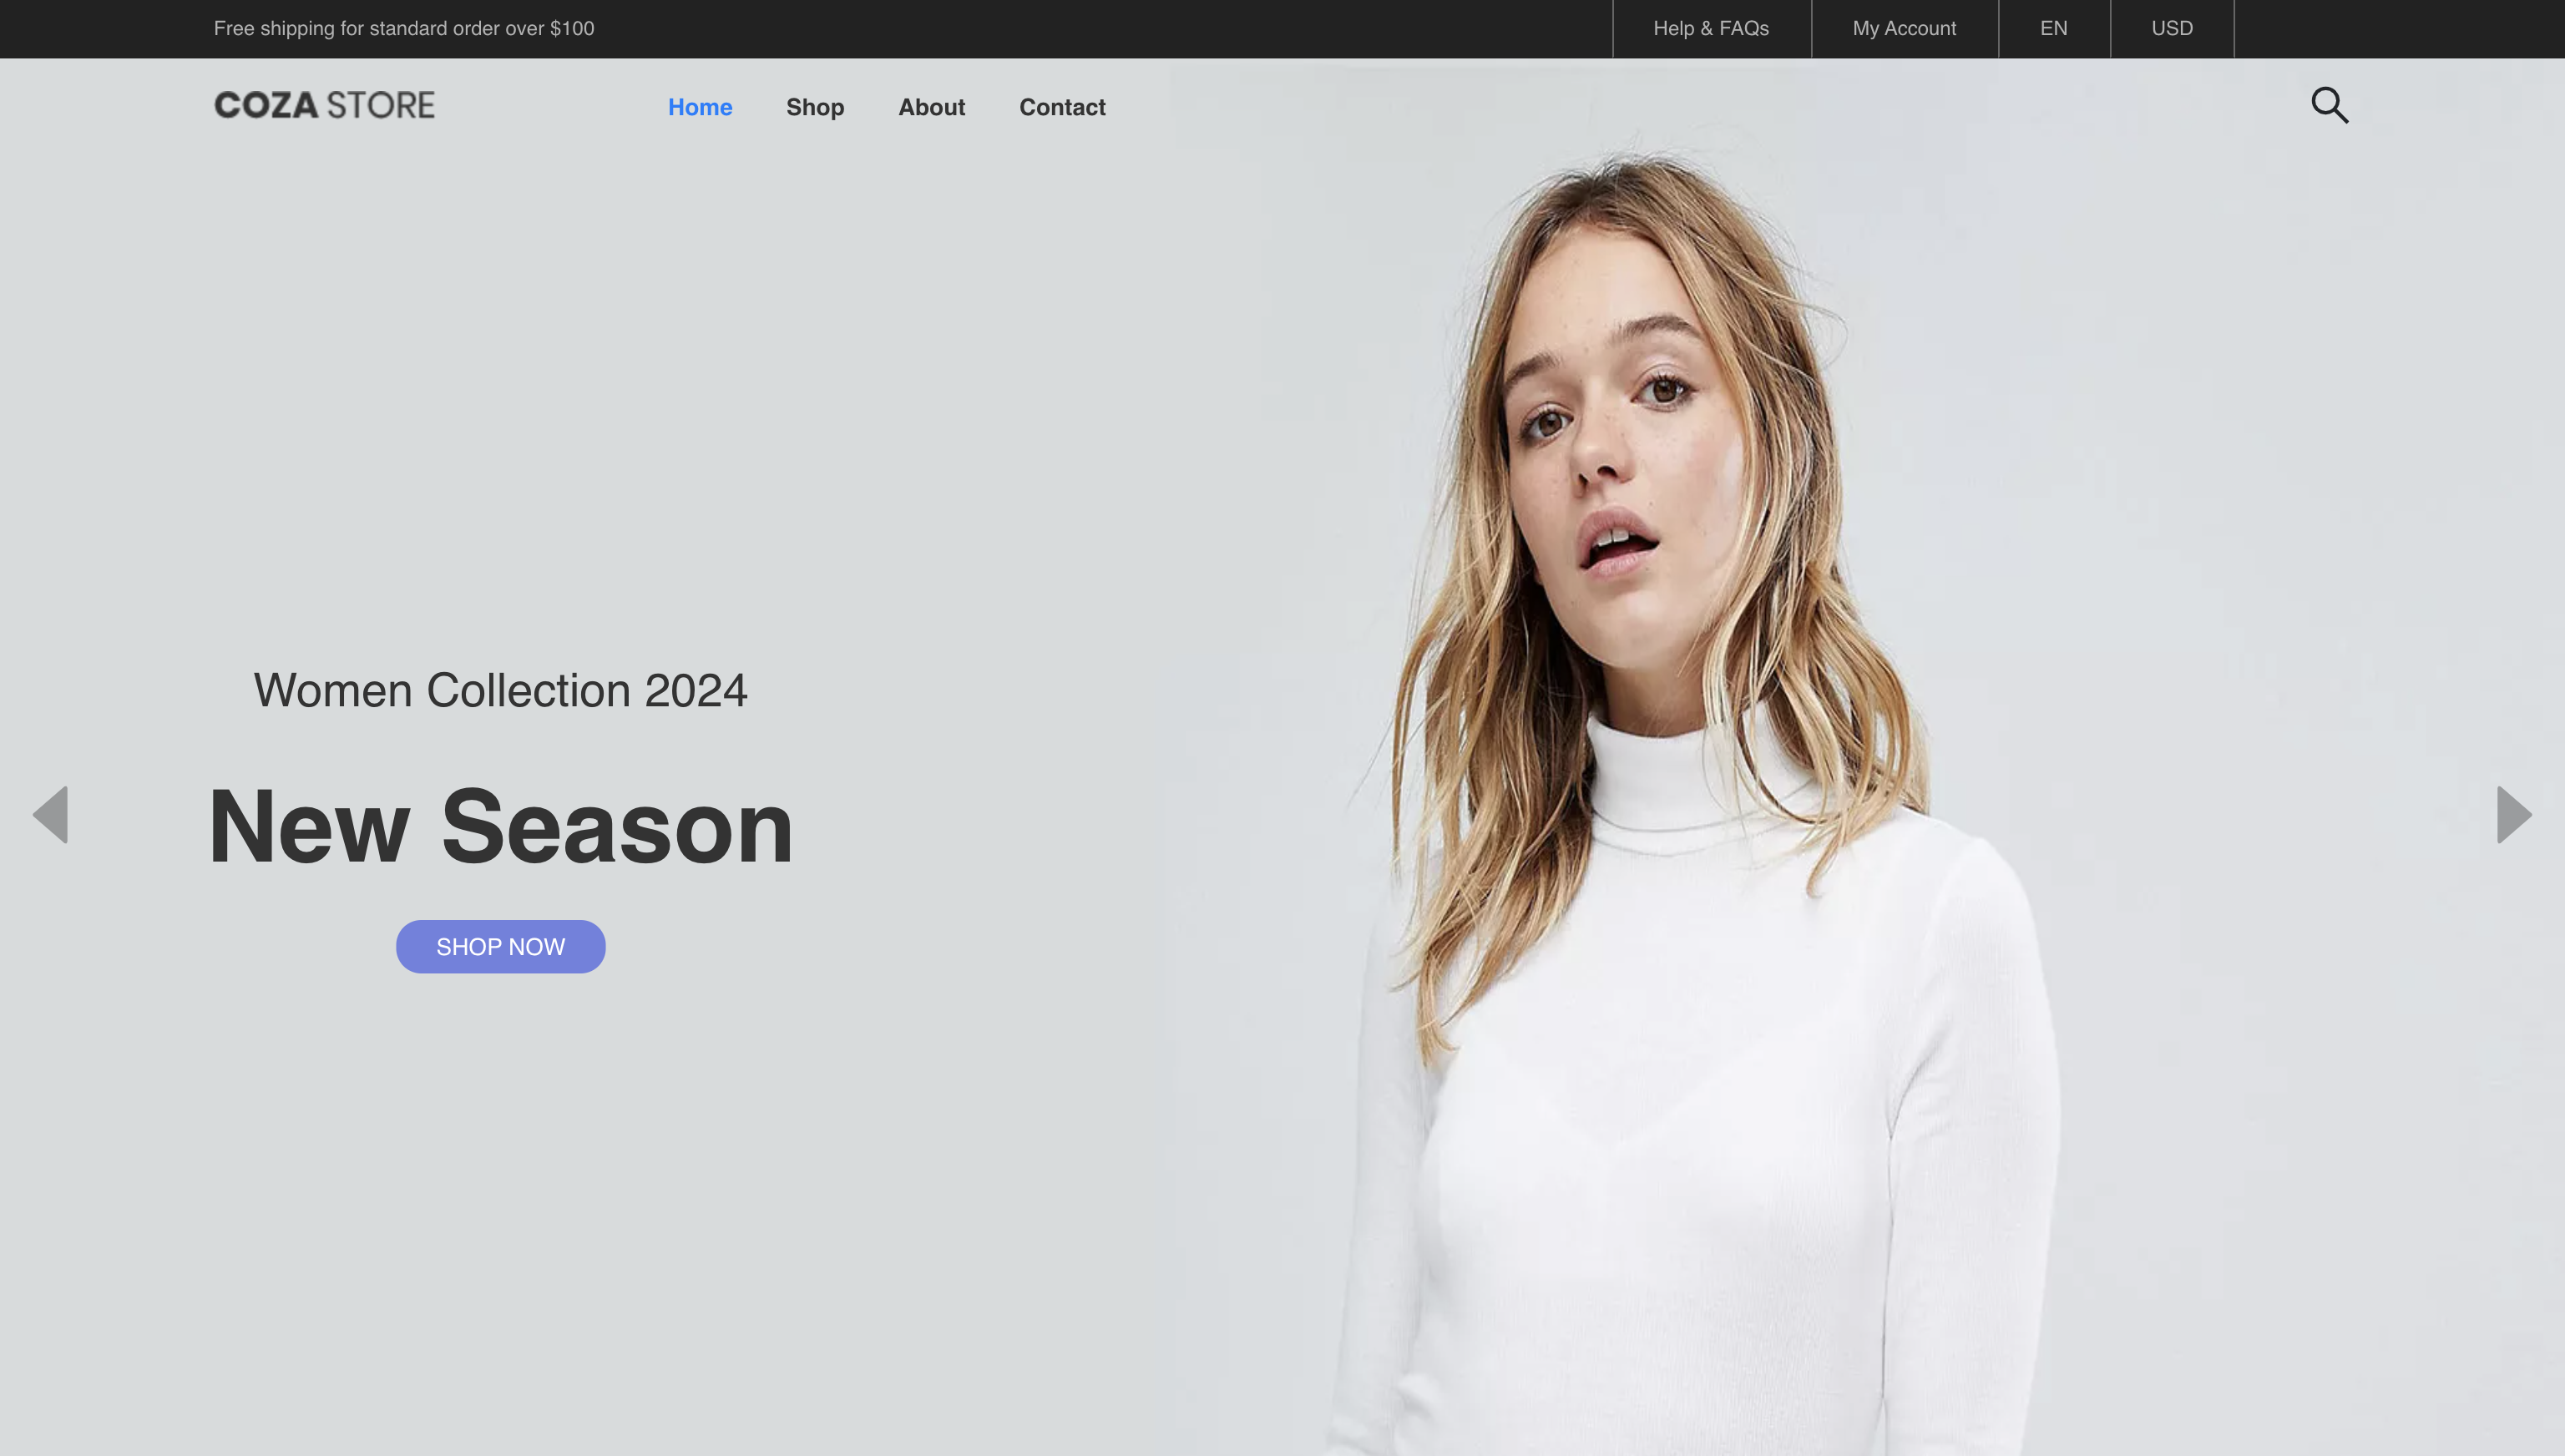 Free shipping for standard order over $100
Help & FAQs
My Account
EN
USD
COZA STORE
Home
Shop
About
Contact
Women Collection 2024
New Season
SHOP NOW